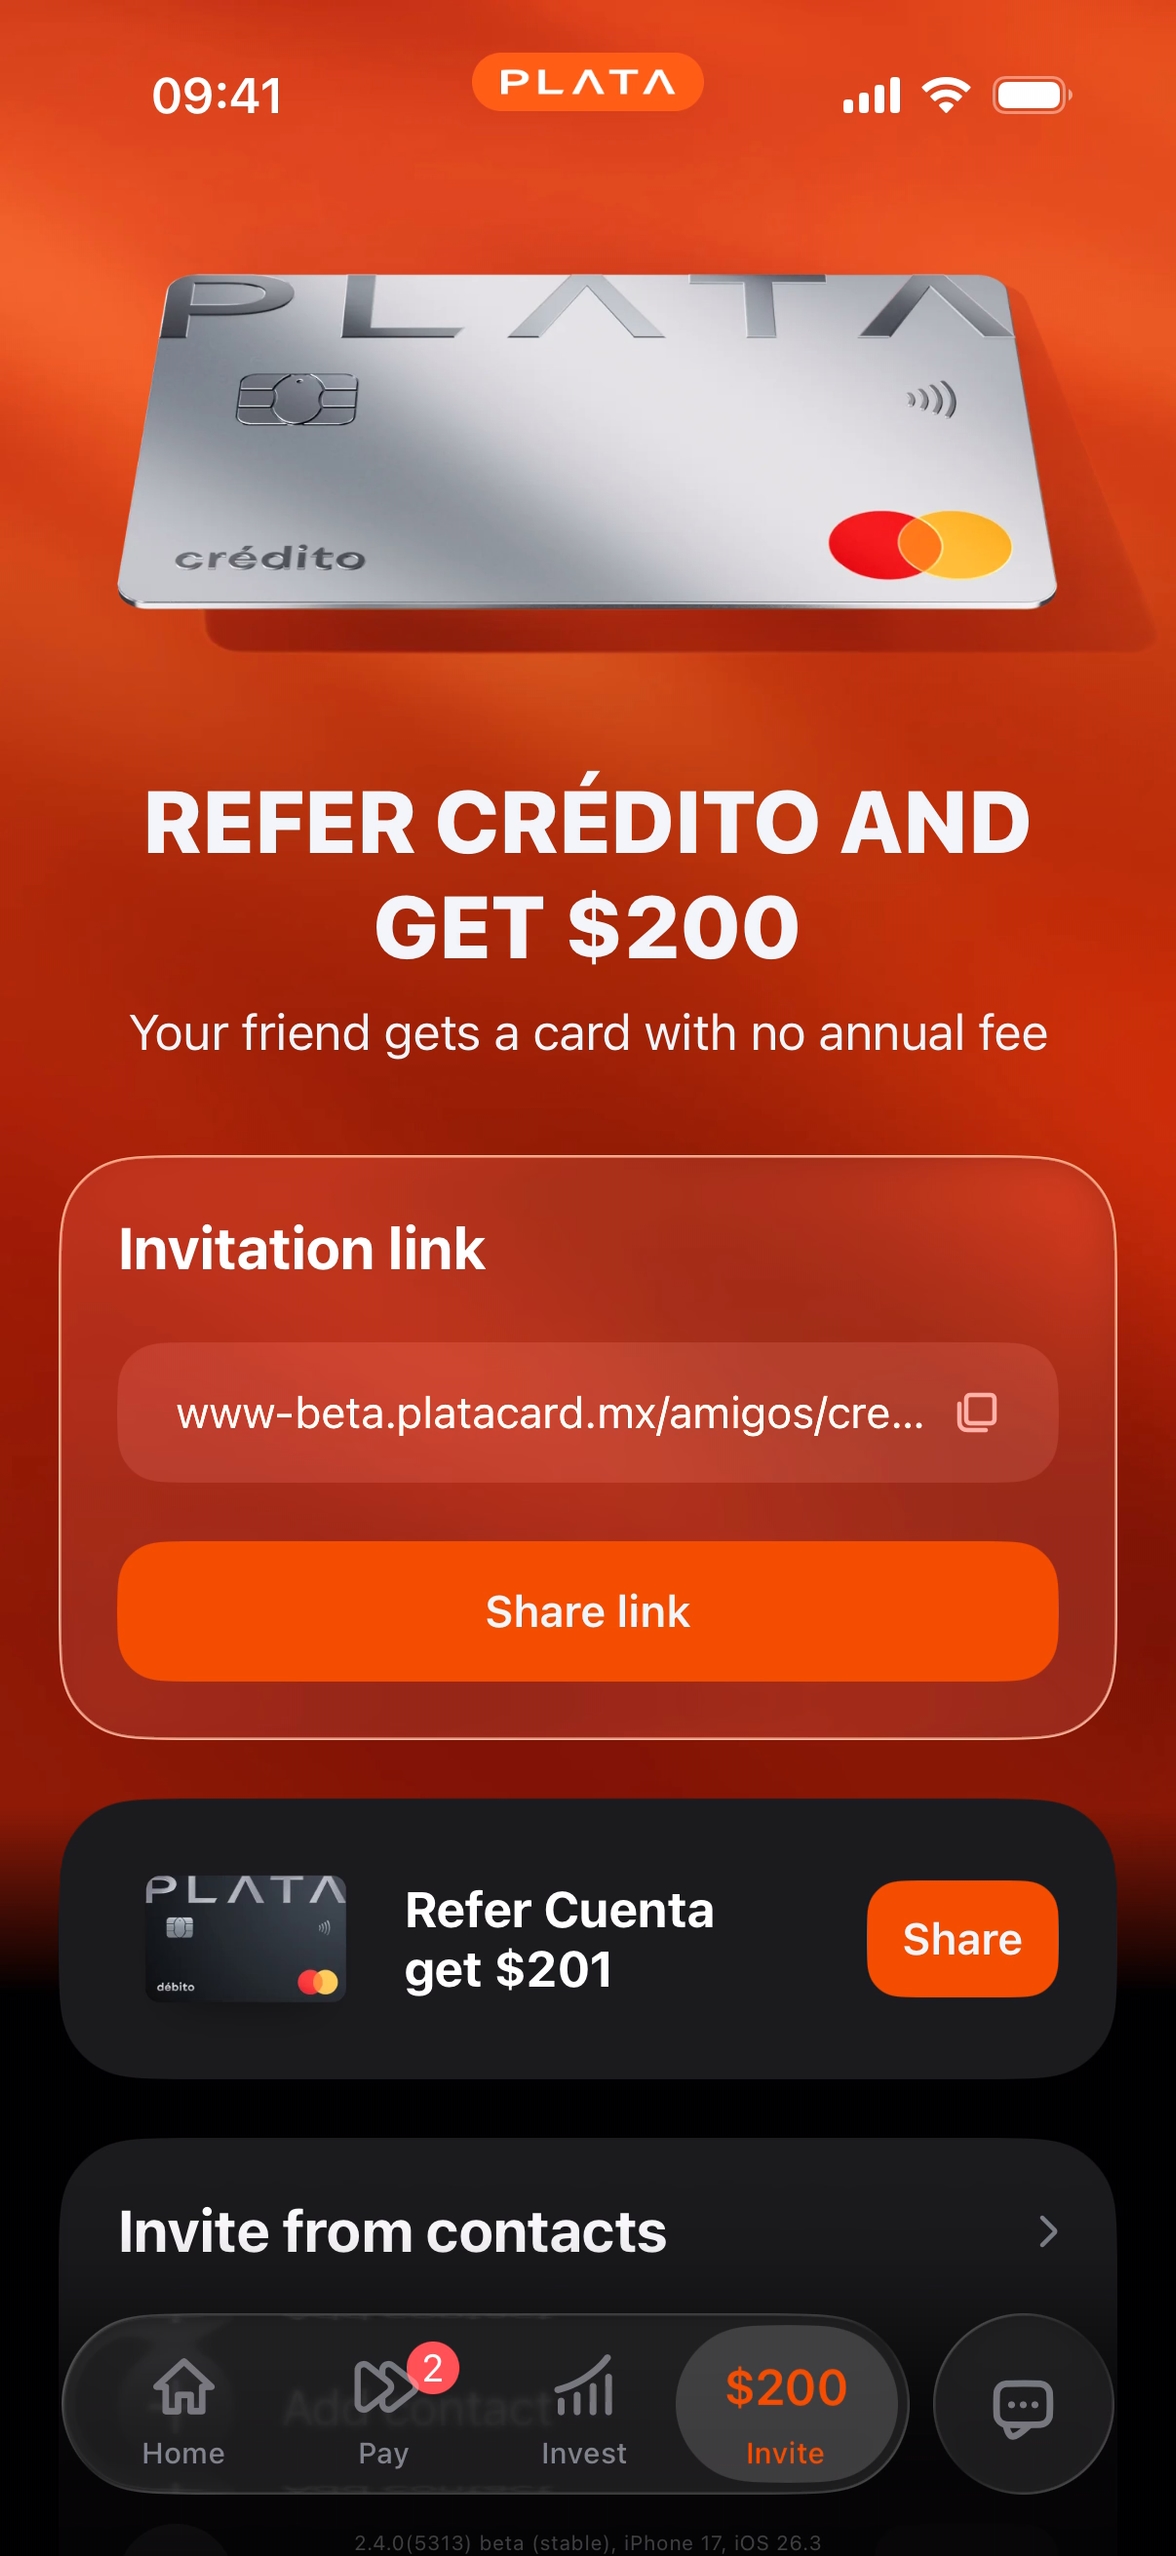 09:41
PLATA
PLATA
crédito
REFER CRÉDITO AND
GET $200
Your friend gets a card with no annual fee
Invitation link
www-beta.platacard.mx/amigos/cre...
Share link
PLATA
débito
Refer Cuenta
get $201
Share
Invite from contacts
Add contact
2
$200
Home
Pay
Invest
Invite
2.4.0(5313) beta (stable), iPhone 17, iOS 26.3